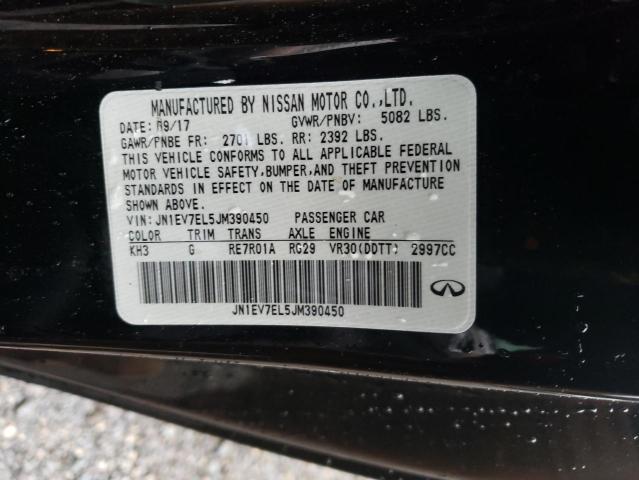 MANUFACTURED BY NISSAN MOTOR CO.,LTD.
DATE: 09/17 GVWR/PNBV: 5082 LBS.
GAWR/PNBE FR: 2701 LBS. RR: 2392 LBS.
THIS VEHICLE CONFORMS TO ALL APPLICABLE FEDERAL
MOTOR VEHICLE SAFETY, BUMPER, AND THEFT PREVENTION
STANDARDS IN EFFECT ON THE DATE OF MANUFACTURE
SHOWN ABOVE.
VIN: JN1EV7EL5JM390450 PASSENGER CAR
COLOR TRIM TRANS AXLE ENGINE
KH3 G RE7R01A RG29 VR30(DDTT) 2997CC
JN1EV7EL5JM390450